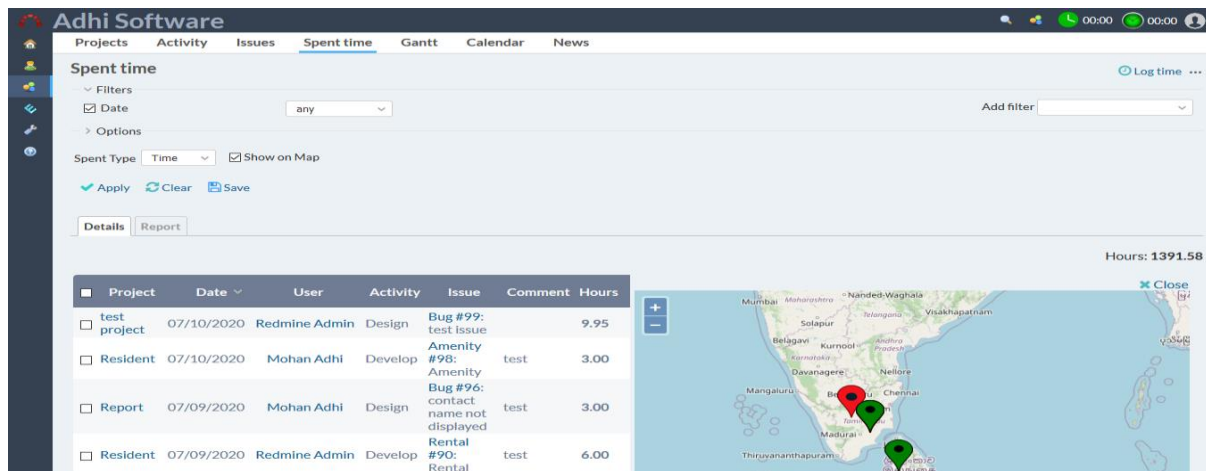 Adhi Software
00:00 00:00
Projects Activity Issues Spent time Gantt Calendar News
Spent time
Log time ...
Filters
Date any Add filter
Options
Spent Type Time Show on Map
Apply Clear Save
Details Report
Hours: 1391.58
Close
Project Date User Activity Issue Comment Hours
test project 07/10/2020 Redmine Admin Design Bug #99: test issue 9.95
Resident 07/10/2020 Mohan Adhi Develop Amenity #98: Amenity test 3.00
Report 07/09/2020 Mohan Adhi Design Bug #96: contact name not displayed test 3.00
Resident 07/09/2020 Redmine Admin Develop Rental #90: Rental test 6.00
+
−
Mumbai Maharashtra Nanded-Waghala
Telangana Visakhapatnam
Solapur
Belagavi Kurnool Andhra Pradesh
Karnataka
Davanagere Nellore
Mangaluru Chennai
Madurai
Thiruvananthapuram